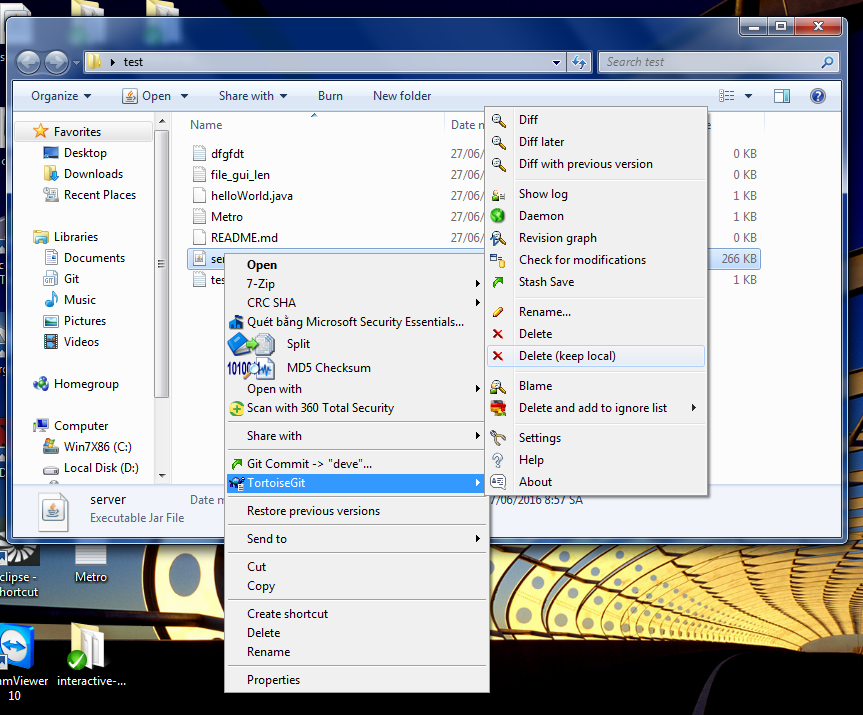 test
Search test
Organize
Open
Share with
Burn
New folder
Name
Date
Favorites
Desktop
Downloads
Recent Places
Libraries
Documents
Git
Music
Pictures
Videos
Homegroup
Computer
Win7X86 (C:)
Local Disk (D:)
dfgfdt 27/06/ 0 KB
file_gui_len 27/06/ 0 KB
helloWorld.java 27/06/ 1 KB
Metro 27/06/ 1 KB
README.md 27/06/ 0 KB
266 KB
1 KB
Open
7-Zip
CRC SHA
Quét bằng Microsoft Security Essentials...
Split
MD5 Checksum
Open with
Scan with 360 Total Security
Share with
Git Commit -> "deve"...
TortoiseGit
Restore previous versions
Send to
Cut
Copy
Create shortcut
Delete
Rename
Properties
Diff
Diff later
Diff with previous version
Show log
Daemon
Revision graph
Check for modifications
Stash Save
Rename...
Delete
Delete (keep local)
Blame
Delete and add to ignore list
Settings
Help
About
server
Date
7/06/2016 8:57 SA
Executable Jar File
Metro
interactive-...
10